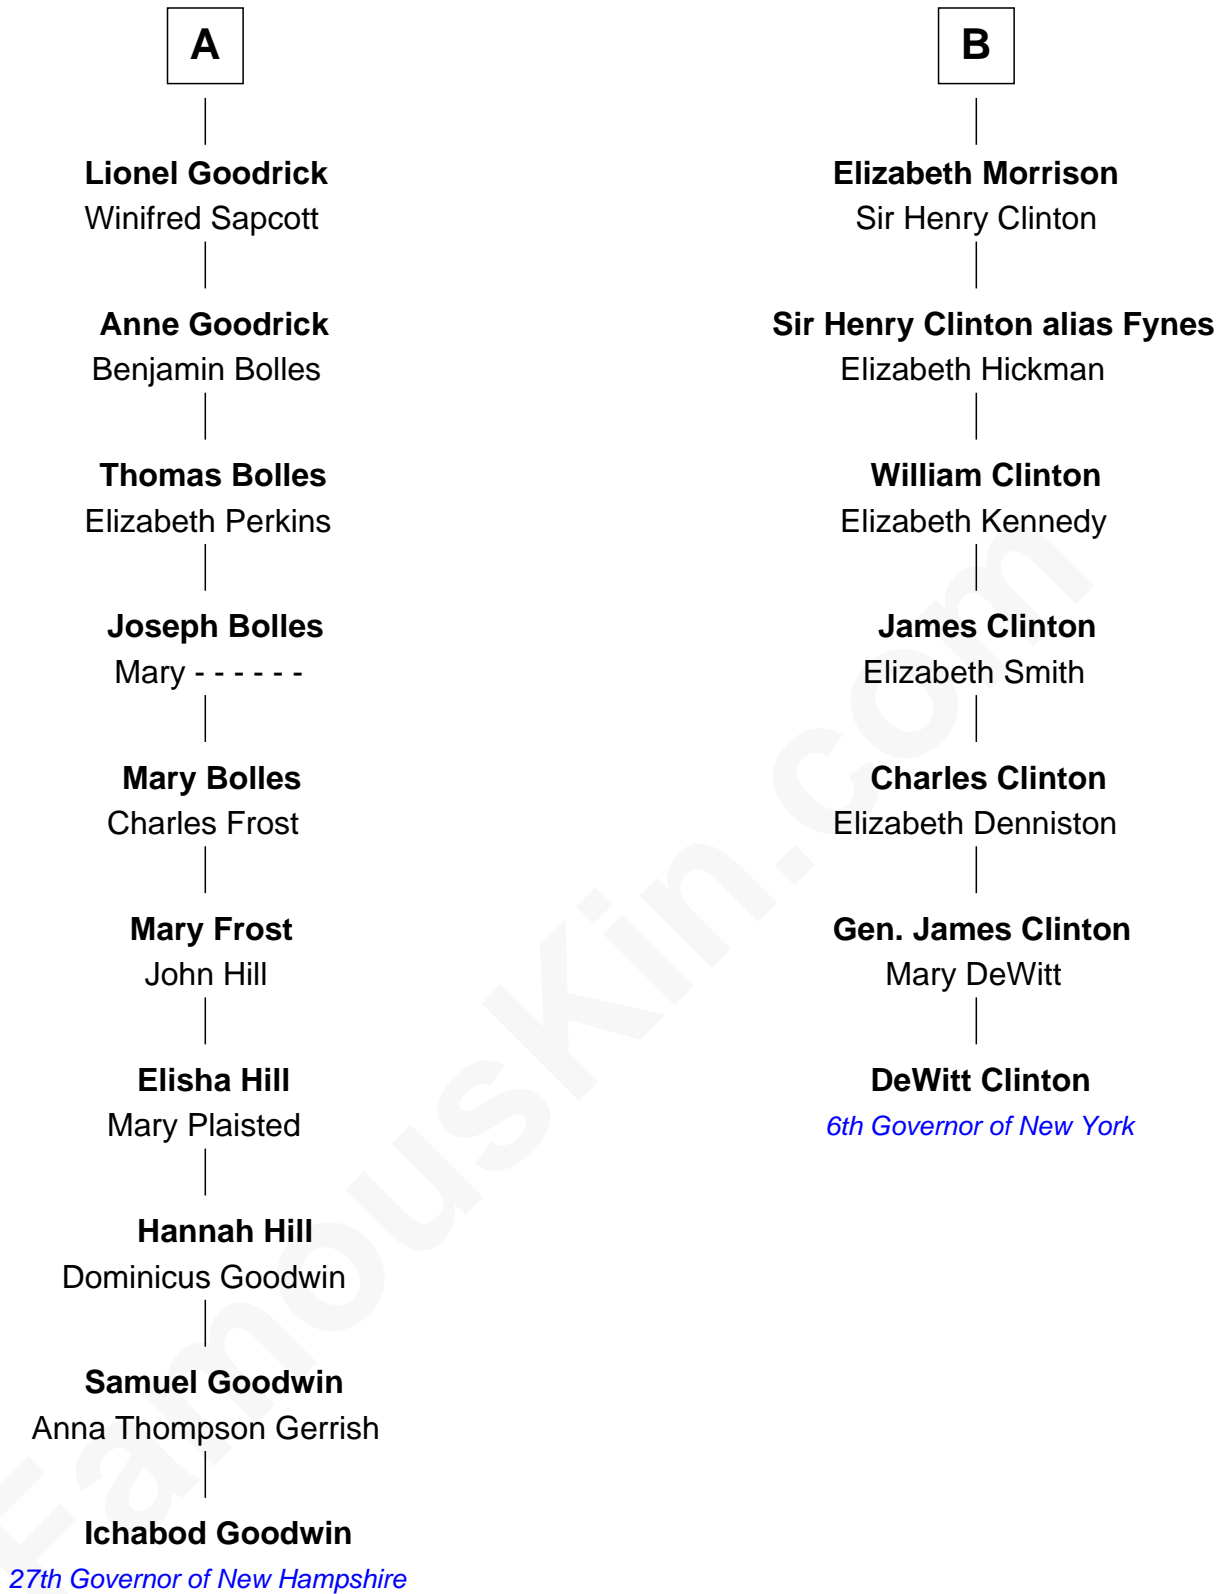 A
Lionel Goodrick
Winifred Sapcott
Anne Goodrick
Benjamin Bolles
Thomas Bolles
Elizabeth Perkins
Joseph Bolles
Mary - - - - - -
Mary Bolles
Charles Frost
Mary Frost
John Hill
Elisha Hill
Mary Plaisted
Hannah Hill
Dominicus Goodwin
Samuel Goodwin
Anna Thompson Gerrish
Ichabod Goodwin
27th Governor of New Hampshire
B
Elizabeth Morrison
Sir Henry Clinton
Sir Henry Clinton alias Fynes
Elizabeth Hickman
William Clinton
Elizabeth Kennedy
James Clinton
Elizabeth Smith
Charles Clinton
Elizabeth Denniston
Gen. James Clinton
Mary DeWitt
DeWitt Clinton
6th Governor of New York
FamousKin.com